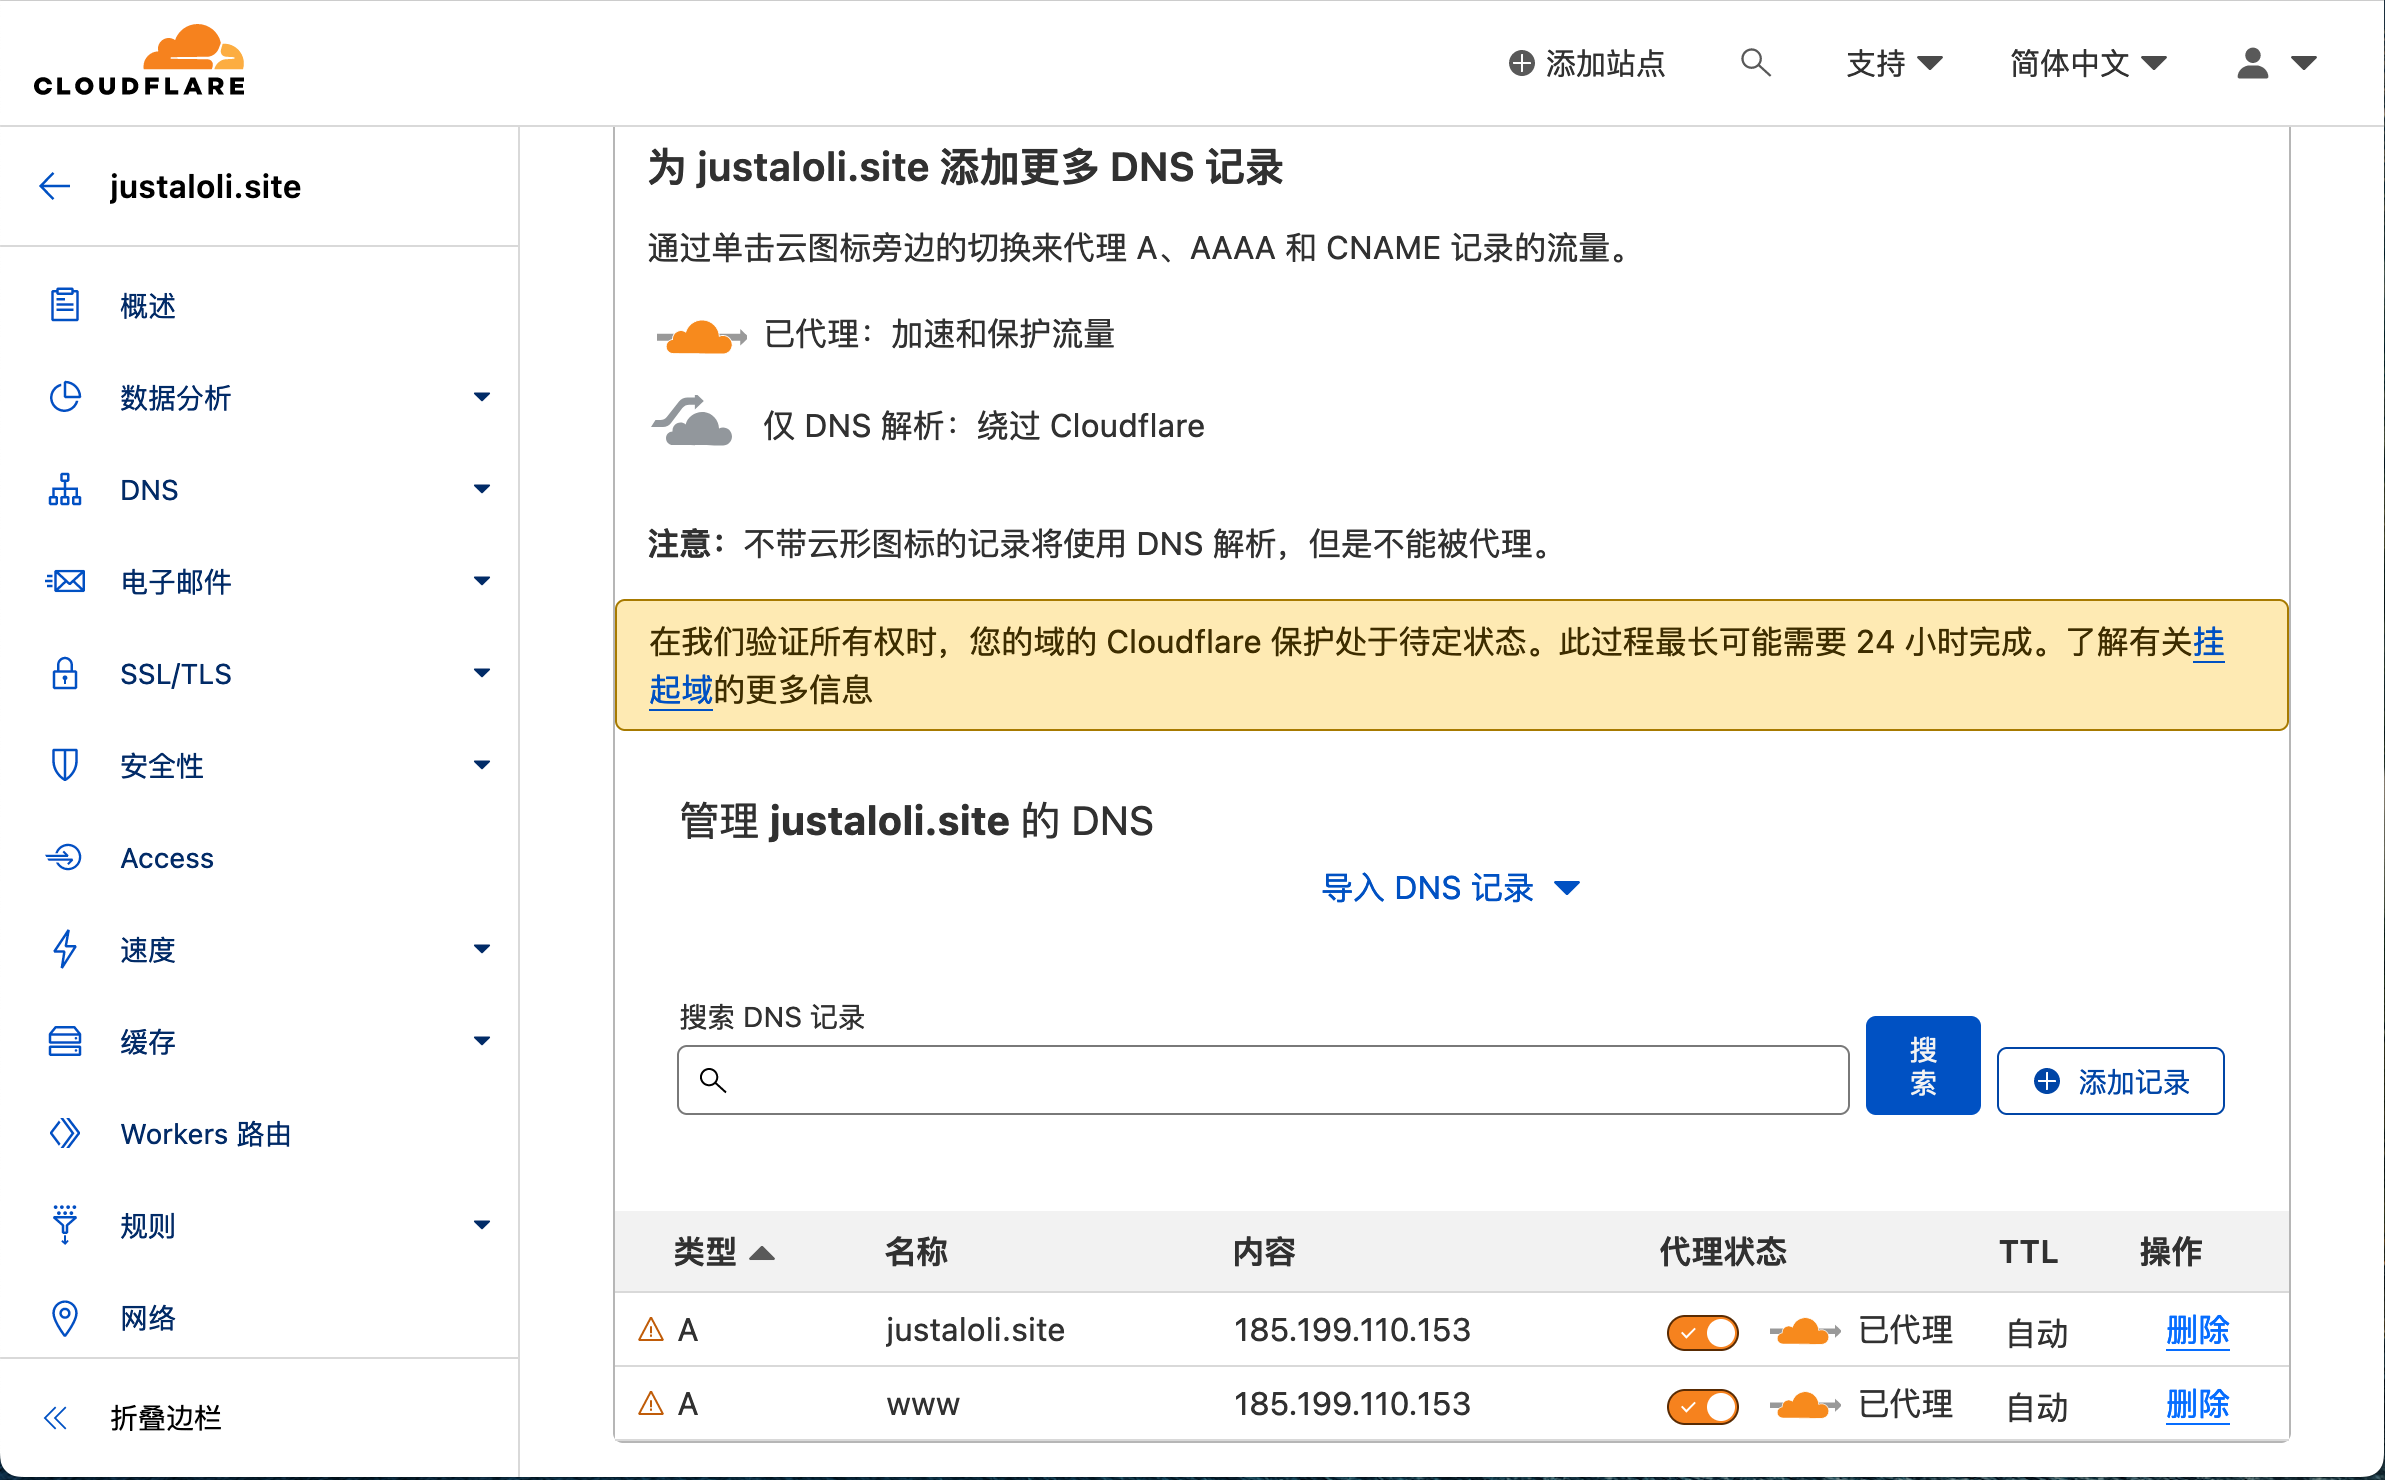 CLOUDFLARE
添加站点
支持
简体中文
justaloli.site
概述
数据分析
DNS
电子邮件
SSL/TLS
安全性
Access
速度
缓存
Workers 路由
规则
网络
折叠边栏
为 justaloli.site 添加更多 DNS 记录
通过单击云图标旁边的切换来代理 A、AAAA 和 CNAME 记录的流量。
已代理：加速和保护流量
仅 DNS 解析：绕过 Cloudflare
注意：不带云形图标的记录将使用 DNS 解析，但是不能被代理。
在我们验证所有权时，您的域的 Cloudflare 保护处于待定状态。此过程最长可能需要 24 小时完成。了解有关挂
起域的更多信息
管理 justaloli.site 的 DNS
导入 DNS 记录
搜索 DNS 记录
搜
索
添加记录
类型 名称 内容 代理状态 TTL 操作
A justaloli.site 185.199.110.153 已代理 自动 删除
A www 185.199.110.153 已代理 自动 删除